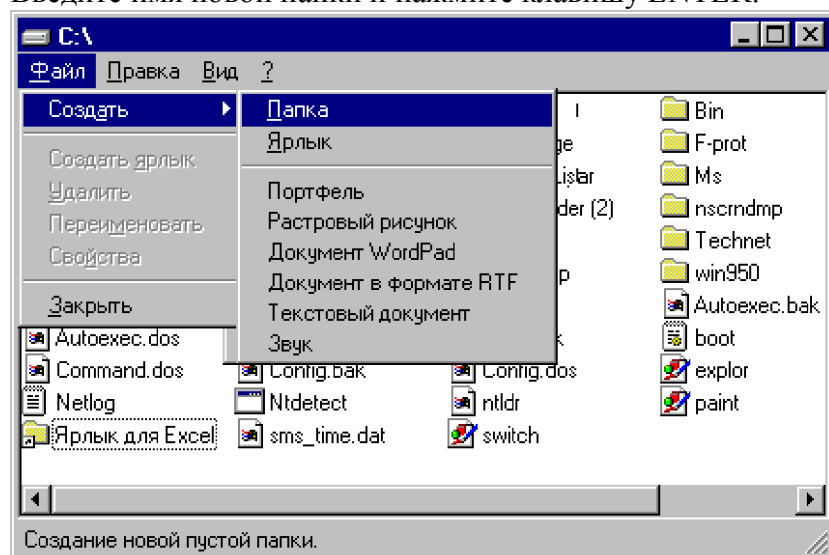 Введите имя новой папки и нажмите клавишу ENTER.
C:\
Файл Правка Вид ?
Создать
Создать ярлык
Удалить
Переименовать
Свойства
Закрыть
Папка
Ярлык
Портфель
Растровый рисунок
Документ WordPad
Документ в формате RTF
Текстовый документ
Звук
der (2)
Bin
F-prot
Ms
nscrndmp
Technet
win950
Autoexec.bak
Autoexec.dos
boot
Command.dos
Config.bak
Config.dos
explor
Netlog
Ntdetect
ntldr
paint
Ярлык для Excel
sms_time.dat
switch
Создание новой пустой папки.